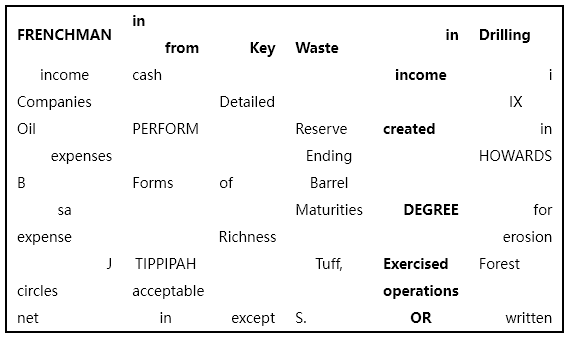 FRENCHMAN in from Key Waste in Drilling
income cash income i
Companies Detailed IX
Oil PERFORM Reserve created in
expenses Ending HOWARDS
B Forms of Barrel
sa Maturities DEGREE for
expense Richness erosion
J TIPPIPAH Tuff, Exercised Forest
circles acceptable operations
net in except S. OR written